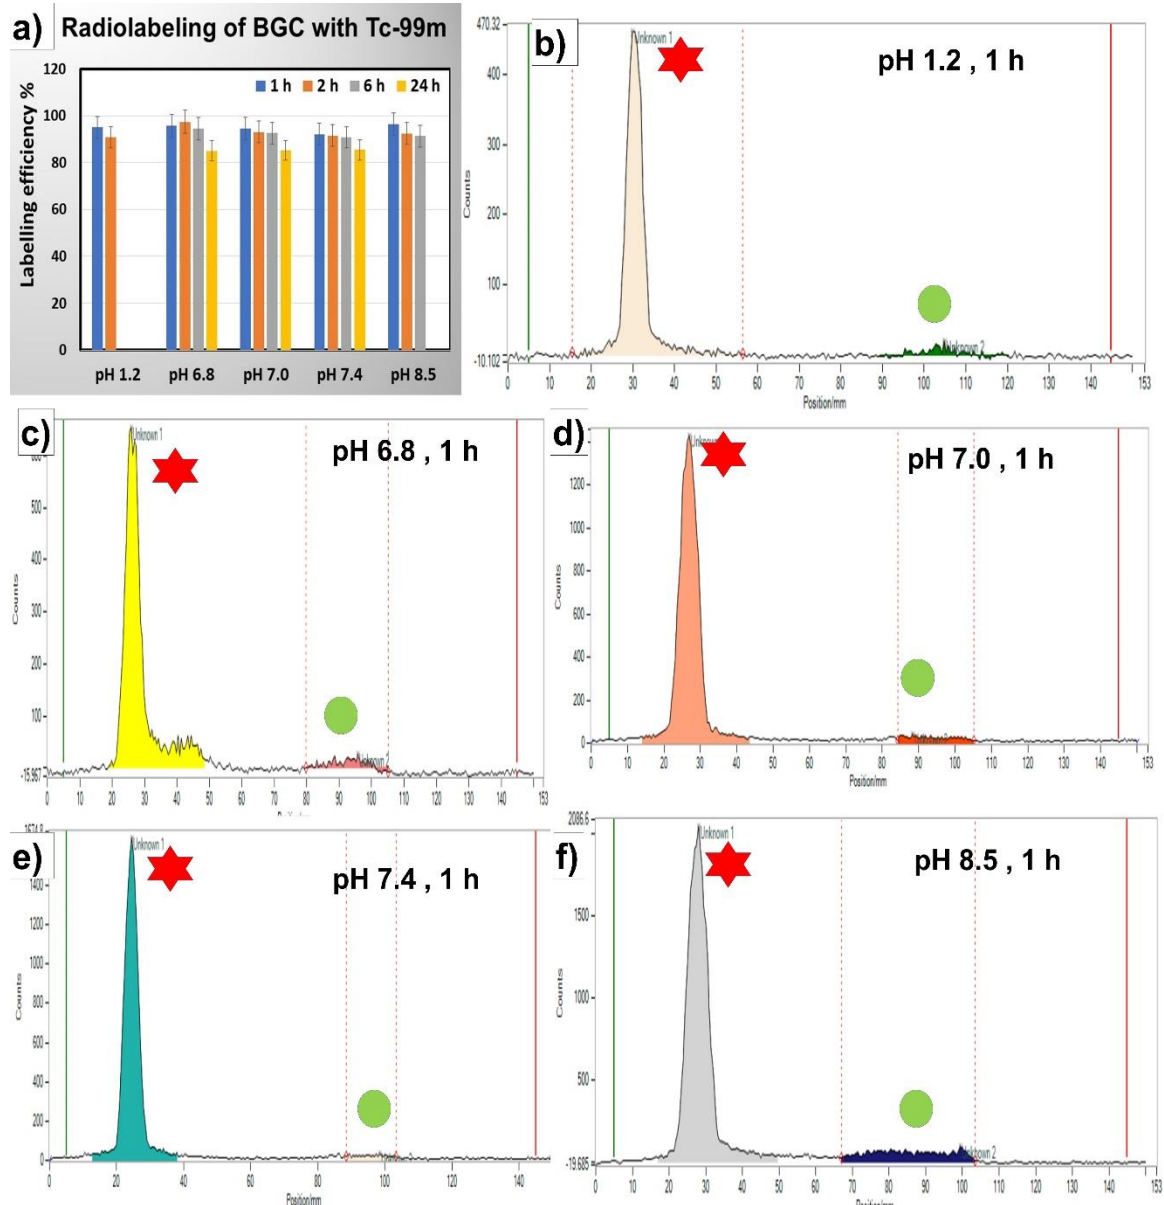 a) Radiolabeling of BGC with Tc-99m
Labelling efficiency %
120
100
80
60
40
20
0
1 h 2 h 6 h 24 h
pH 1.2 pH 6.8 pH 7.0 pH 7.4 pH 8.5
b)
pH 1.2 , 1 h
Counts
470.32
400
300
200
100
-10.102
Unknown 1
Unknown 2
0 10 20 30 40 50 60 70 80 90 100 110 120 130 153
Position/mm
c)
pH 6.8 , 1 h
Counts
500
400
300
200
100
-15.967
Unknown 1
0 10 20 30 40 50 60 70 80 90 100 110 120 130 153
d)
pH 7.0 , 1 h
Counts
1200
1000
800
600
400
200
0
0 10 20 30 40 50 60 70 80 90 100 110 120 130 153
Position/mm
e)
pH 7.4 , 1 h
Counts
1674.8
1400
1200
1000
800
600
400
200
0
Unknown 1
0 20 40 60 80 100 120 140
Position/mm
f)
pH 8.5 , 1 h
Counts
2086.6
1500
1000
500
-19.685
Unknown 1
0 10 20 30 40 50 60 70 80 90 100 110 120 130 153
Position/mm